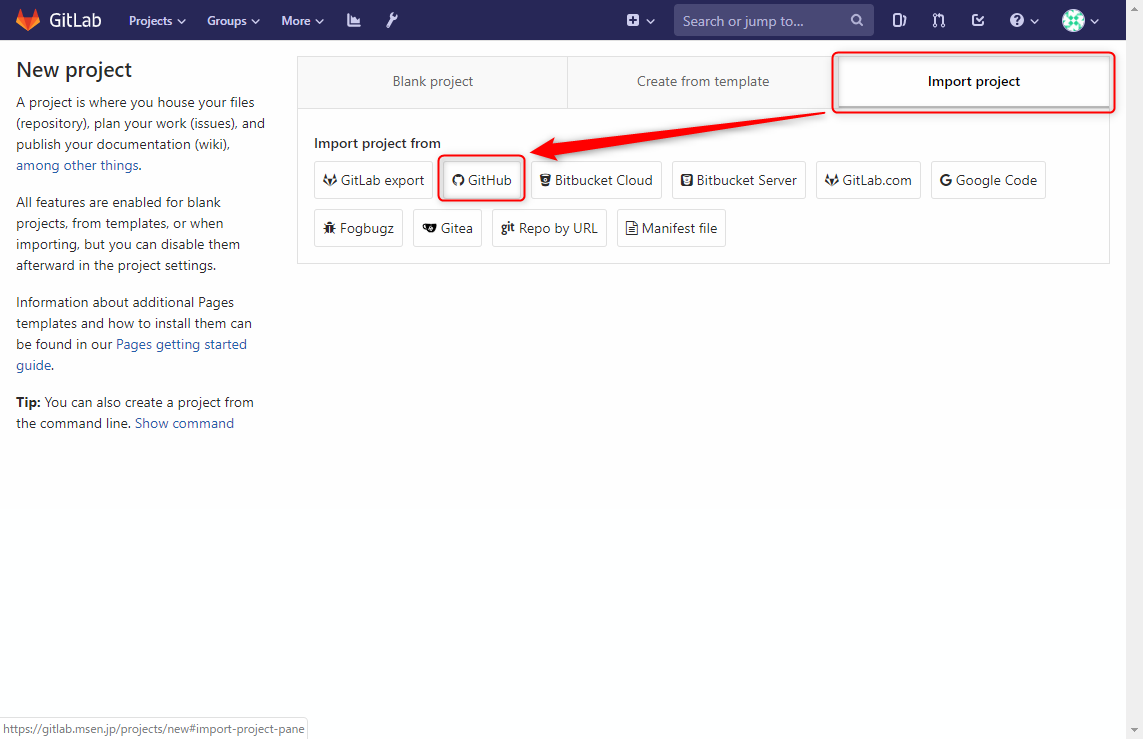 GitLab Projects Groups More Search or jump to...
New project
A project is where you house your files
(repository), plan your work (issues), and
publish your documentation (wiki),
among other things.
All features are enabled for blank
projects, from templates, or when
importing, but you can disable them
afterward in the project settings.
Information about additional Pages
templates and how to install them can
be found in our Pages getting started
guide.
Tip: You can also create a project from
the command line. Show command
Blank project Create from template Import project
Import project from
GitLab export GitHub Bitbucket Cloud Bitbucket Server GitLab.com Google Code
Fogbugz Gitea git Repo by URL Manifest file
https://gitlab.msen.jp/projects/new#import-project-pane